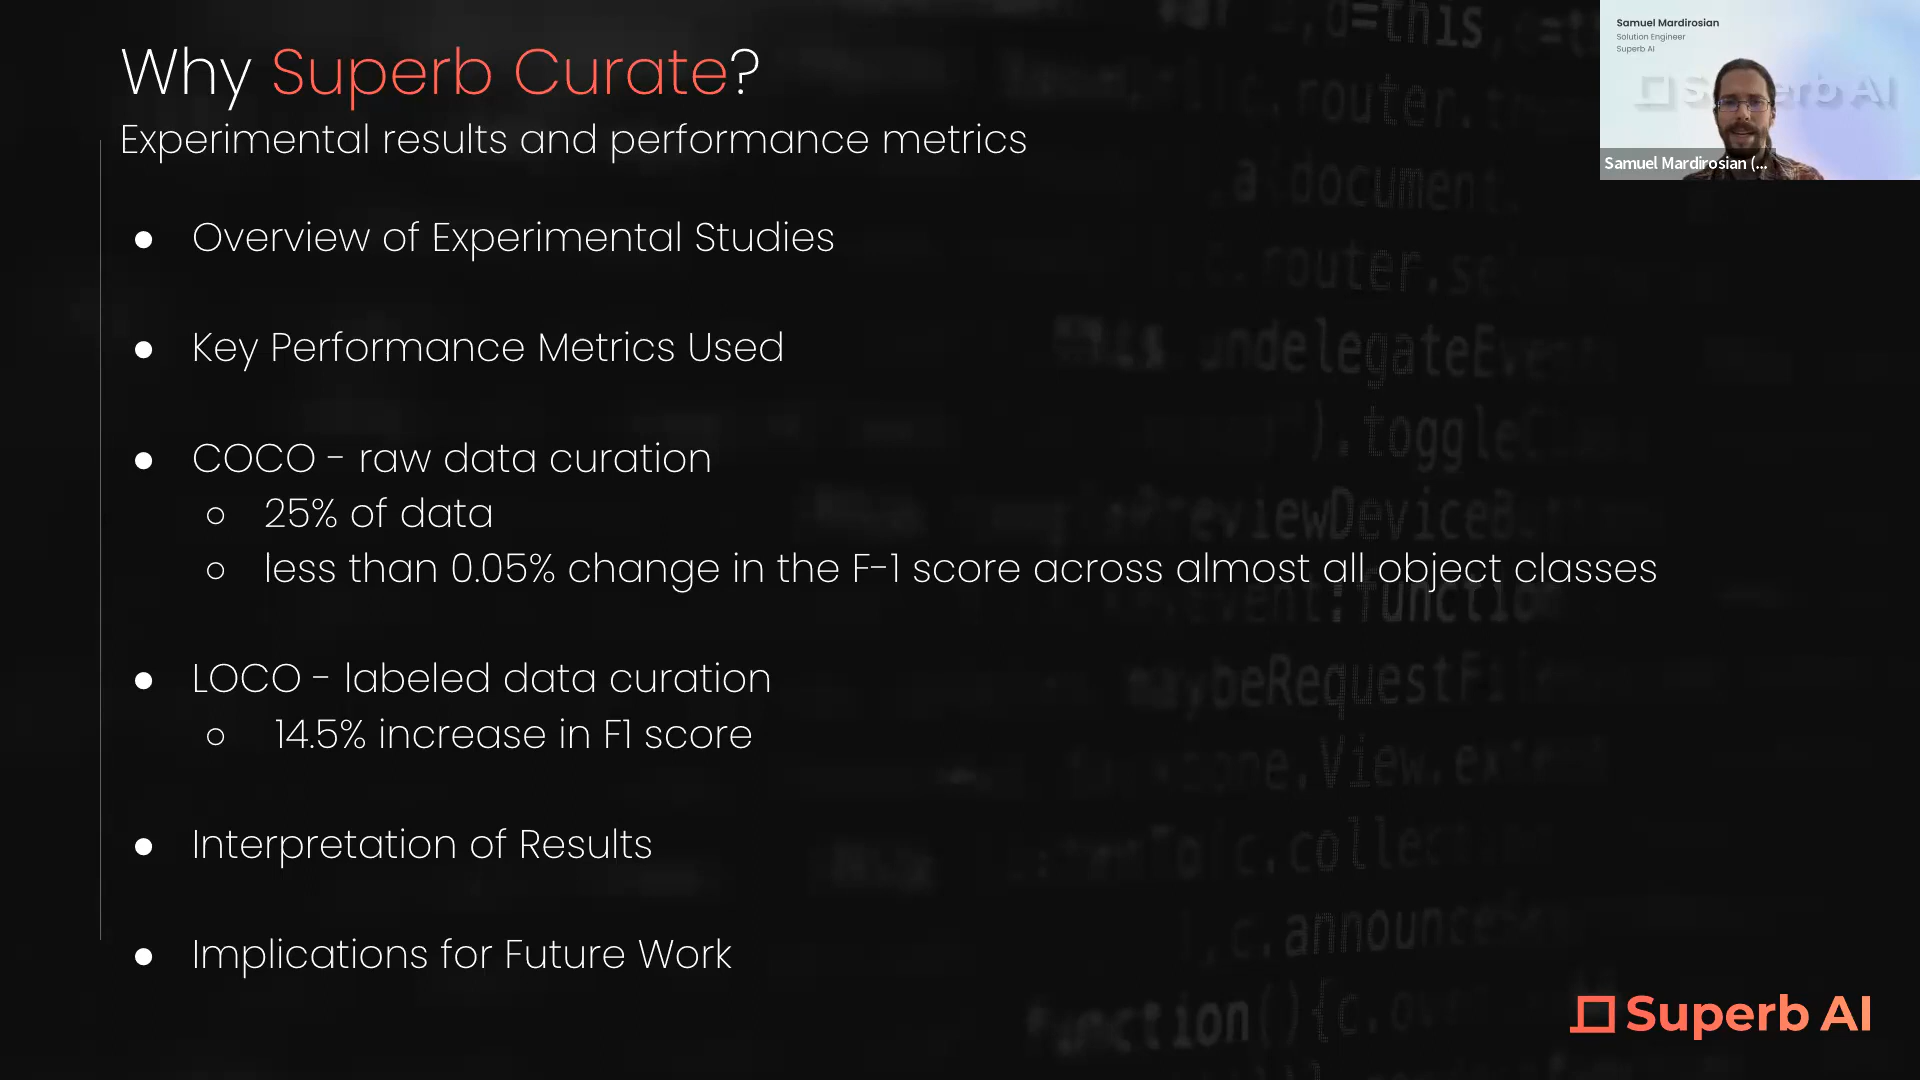 Why Superb Curate?
Experimental results and performance metrics
Samuel Mardirosian
Solution Engineer
Superb AI
Samuel Mardirosian (...
● Overview of Experimental Studies
● Key Performance Metrics Used
● COCO - raw data curation
○ 25% of data
○ less than 0.05% change in the F-1 score across almost all object classes
● LOCO - labeled data curation
○ 14.5% increase in F1 score
● Interpretation of Results
● Implications for Future Work
Superb AI